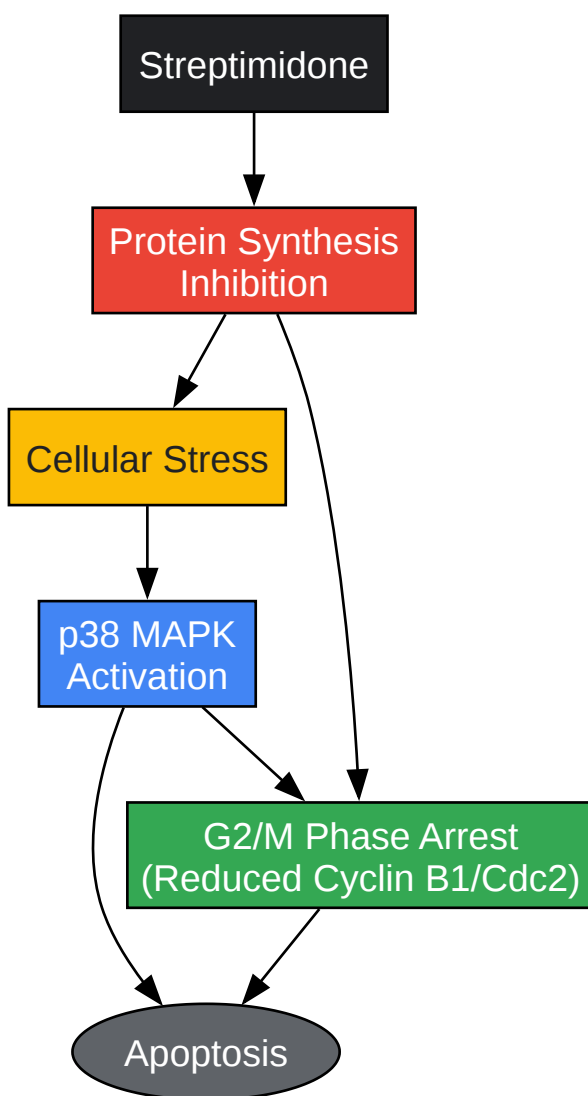 Streptimidone
Protein Synthesis
Inhibition
Cellular Stress
p38 MAPK
Activation
G2/M Phase Arrest
(Reduced Cyclin B1/Cdc2)
Apoptosis